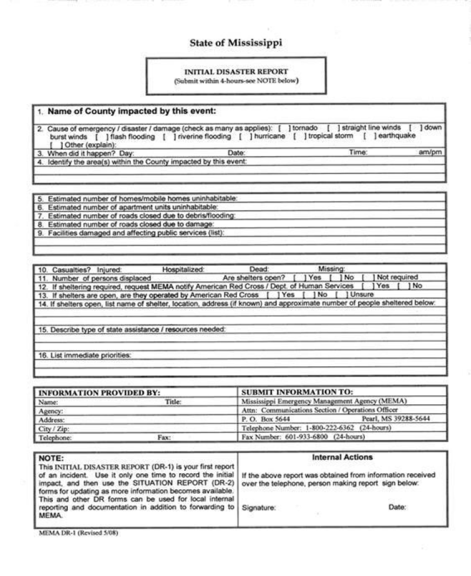 State of Mississippi
INITIAL DISASTER REPORT
(Submit within 4-hours-see NOTE below)
1. Name of County impacted by this event:
2. Cause of emergency / disaster / damage (check as many as applies): [ ] tornado [ ] straight line winds [ ] down
burst winds [ ] flash flooding [ ] riverine flooding [ ] hurricane [ ] tropical storm [ ] earthquake
[ ] Other (explain):
3. When did it happen? Day: Date: Time: am/pm
4. Identify the area(s) within the County impacted by this event:
5. Estimated number of homes/mobile homes uninhabitable:
6. Estimated number of apartment units uninhabitable:
7. Estimated number of roads closed due to debris/flooding:
8. Estimated number of roads closed due to damage:
9. Facilities damaged and affecting public services (list):
10. Casualties? Injured: Hospitalized: Dead: Missing:
11. Number of persons displaced Are shelters open? [ ] Yes [ ] No [ ] Not required
12. If sheltering required, request MEMA notify American Red Cross / Dept. of Human Services [ ] Yes [ ] No
13. If shelters are open, are they operated by American Red Cross [ ] Yes [ ] No [ ] Unsure
14. If shelters open, list name of shelter, location, address (if known) and approximate number of people sheltered below:
15. Describe type of state assistance / resources needed:
16. List immediate priorities:
INFORMATION PROVIDED BY:
Name: Title:
Agency:
Address:
City / Zip:
Telephone: Fax:
SUBMIT INFORMATION TO:
Mississippi Emergency Management Agency (MEMA)
Attn: Communications Section / Operations Officer
P. O. Box 5644 Pearl, MS 39288-5644
Telephone Number: 1-800-222-6362 (24-hours)
Fax Number: 601-933-6800 (24-hours)
NOTE:
This INITIAL DISASTER REPORT (DR-1) is your first report
of an incident. Use it only one time to record the initial
impact, and then use the SITUATION REPORT (DR-2)
forms for updating as more information becomes available.
This and other DR forms can be used for local internal
reporting and documentation in addition to forwarding to
MEMA.
Internal Actions
If the above report was obtained from information received
over the telephone, person making report sign below:
Signature: Date:
MEMA DR-1 (Revised 5/08)